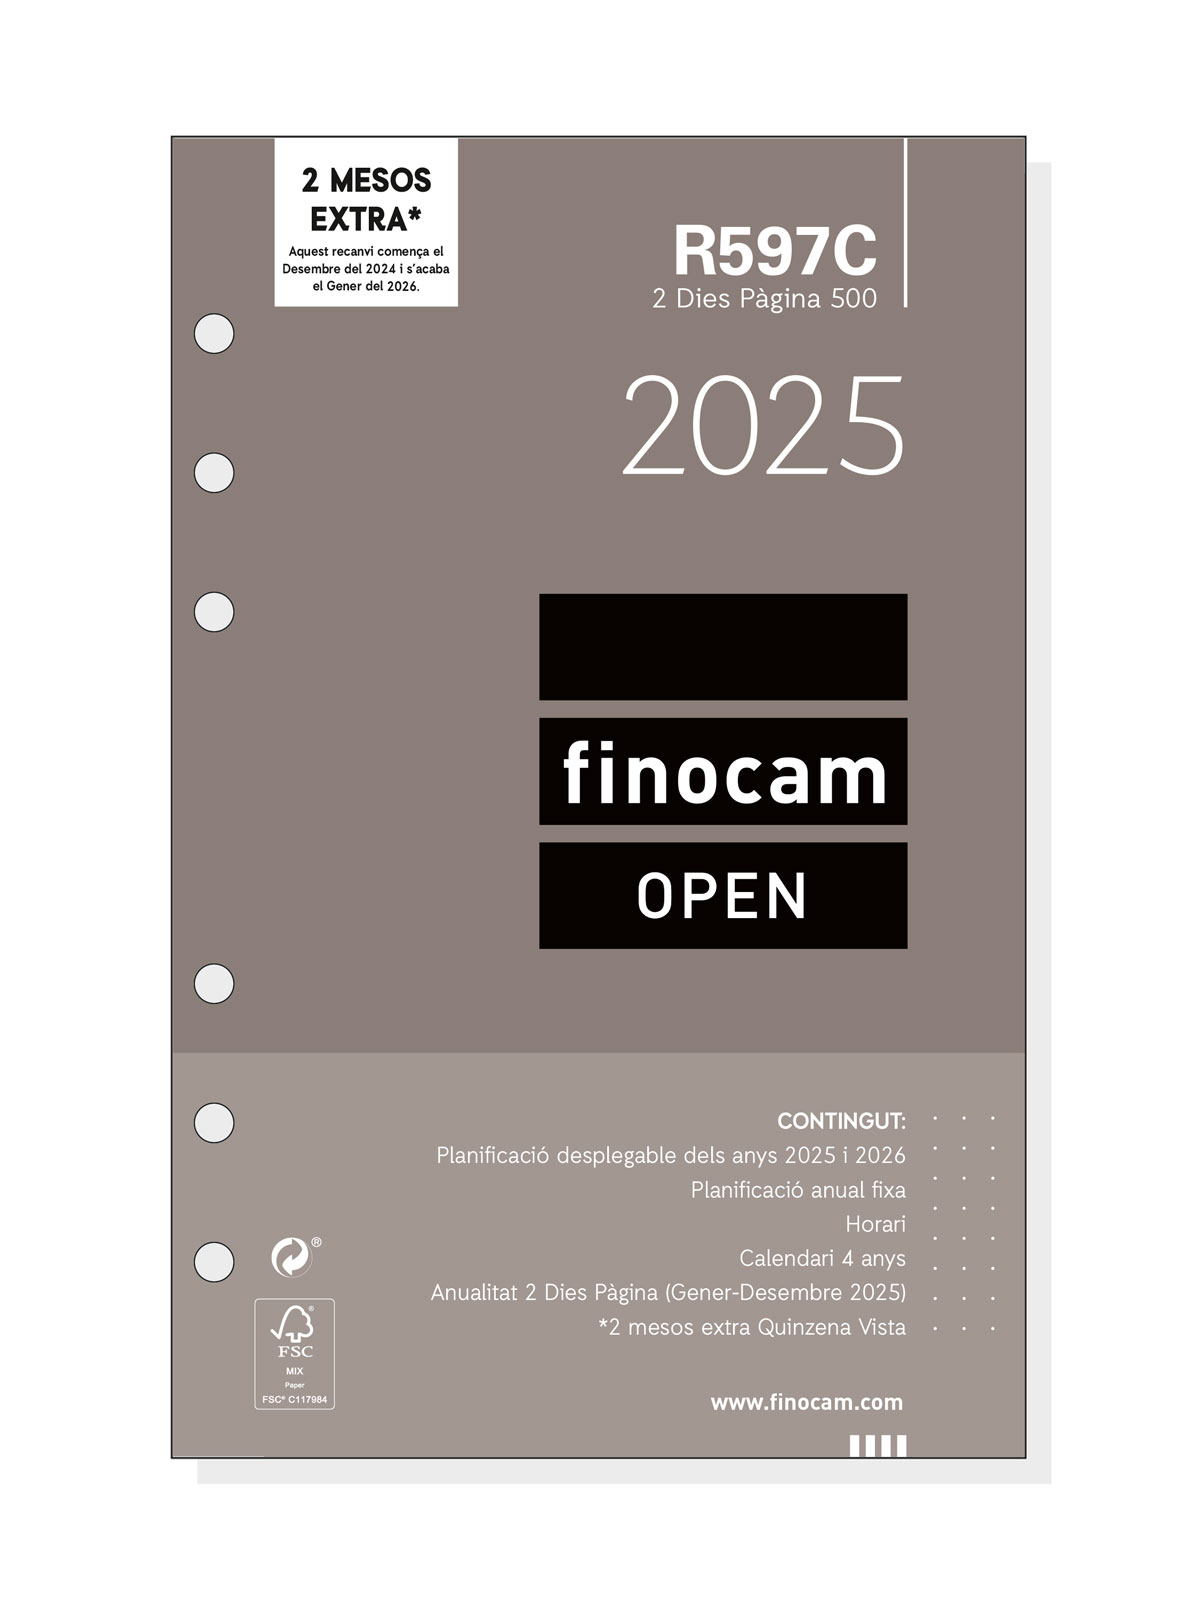 2 MESOS
EXTRA*
Aquest recanvi comença el
Desembre del 2024 i s'acaba
el Gener del 2026.
R597C
2 Dies Pàgina 500
2025
finocam
OPEN
CONTINGUT:
Planificació desplegable dels anys 2025 i 2026
Planificació anual fixa
Horari
Calendari 4 anys
Anualitat 2 Dies Pàgina (Gener-Desembre 2025)
*2 mesos extra Quinzena Vista
®
®
FSC
MIX
Paper
FSC® C117984
www.finocam.com